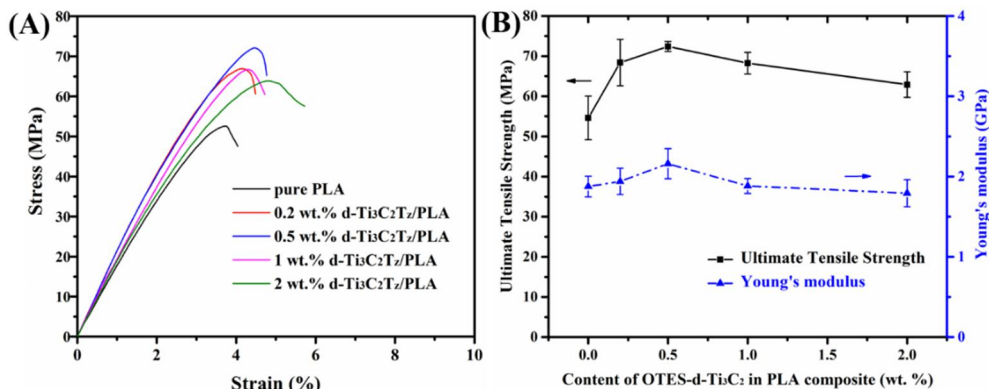 (A)
80
70
60
50
40
30
20
10
0
Stress (MPa)
pure PLA
0.2 wt.% d-Ti₃C₂Tz/PLA
0.5 wt.% d-Ti₃C₂Tz/PLA
1 wt.% d-Ti₃C₂Tz/PLA
2 wt.% d-Ti₃C₂Tz/PLA
0 2 4 6 8 10
Strain (%)
(B)
80
70
60
50
40
30
20
10
0
Ultimate Tensile Strength (MPa)
4
3
2
1
0
Young's modulus (GPa)
Ultimate Tensile Strength
Young's modulus
0.0 0.5 1.0 1.5 2.0
Content of OTES-d-Ti₃C₂ in PLA composite (wt. %)